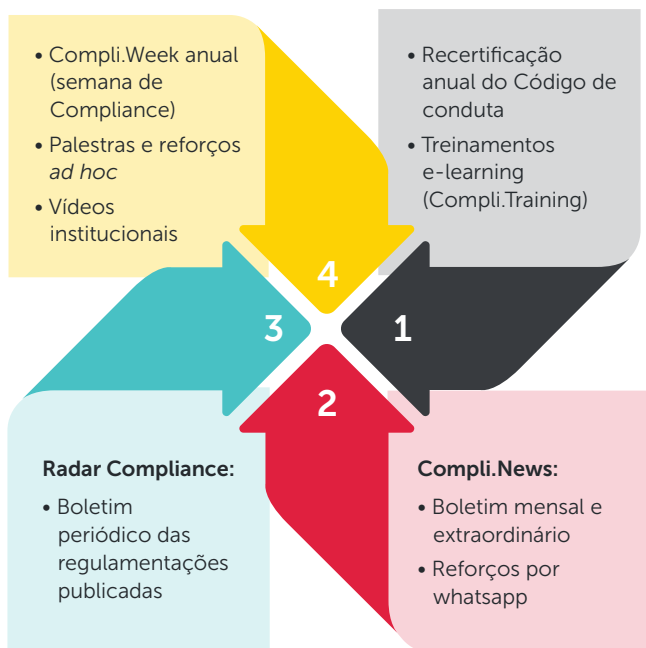 • Compli.Week anual
(semana de
Compliance)
• Palestras e reforços
ad hoc
• Vídeos
institucionais
• Recertificação
anual do Código de
conduta
• Treinamentos
e-learning
(Compli.Training)
4
3
1
2
Radar Compliance:
• Boletim
periódico das
regulamentações
publicadas
Compli.News:
• Boletim mensal e
extraordinário
• Reforços por
whatsapp